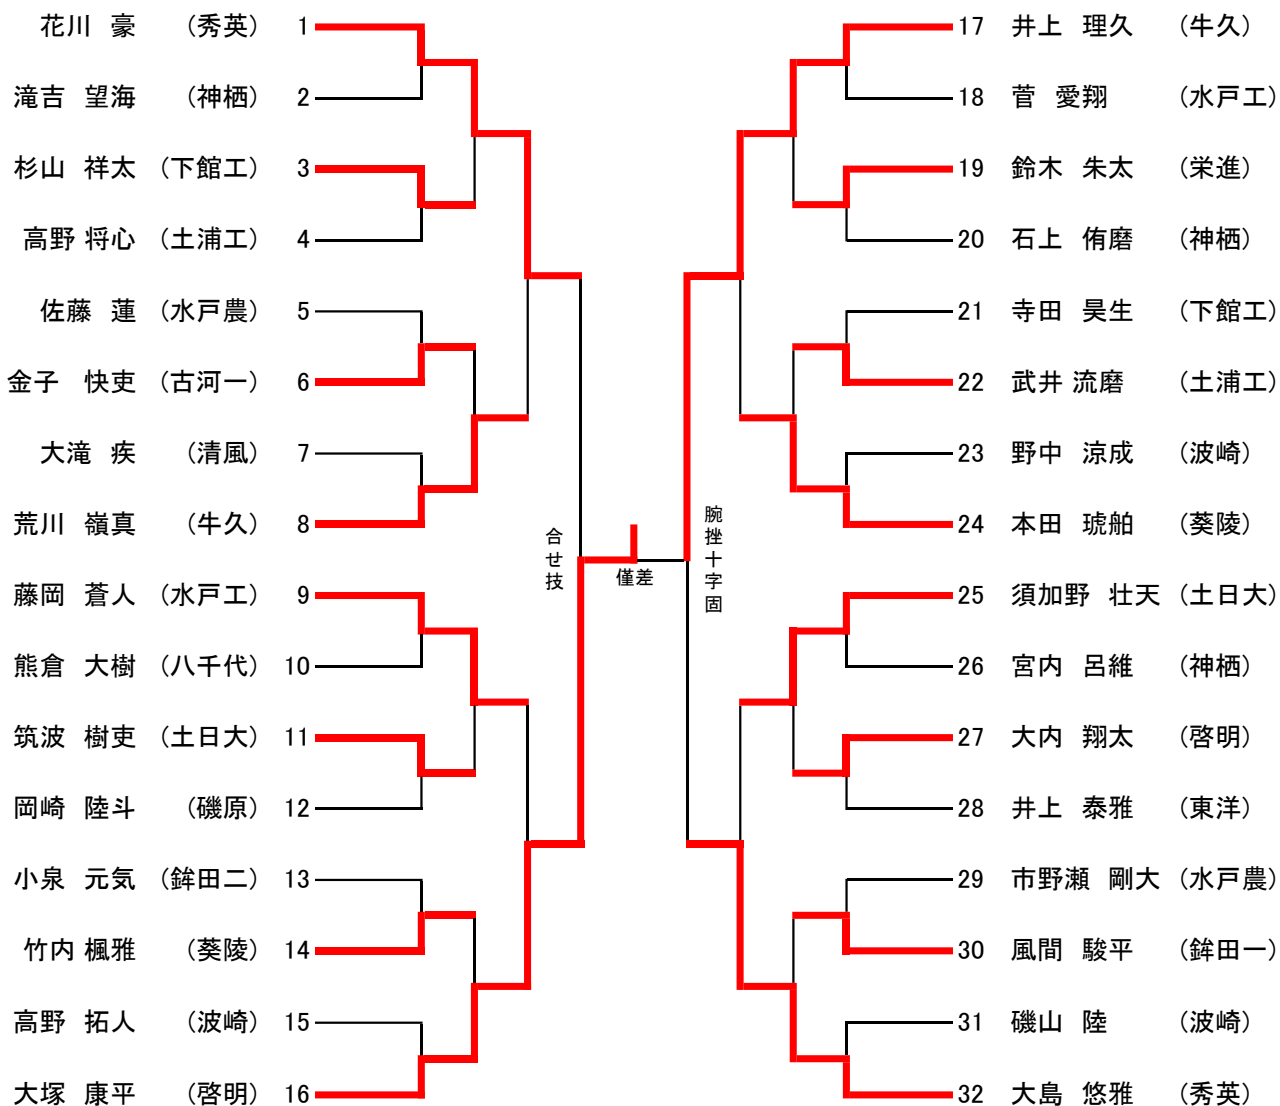 花川 豪 （秀英） 1
滝吉 望海 （神栖） 2
杉山 祥太 （下館工） 3
高野 将心 （土浦工） 4
佐藤 蓮 （水戸農） 5
金子 快吏 （古河一） 6
大滝 疾 （清風） 7
荒川 嶺真 （牛久） 8
藤岡 蒼人 （水戸工） 9
熊倉 大樹 （八千代） 10
筑波 樹吏 （土日大） 11
岡崎 陸斗 （磯原） 12
小泉 元気 （鉾田二） 13
竹内 楓雅 （葵陵） 14
高野 拓人 （波崎） 15
大塚 康平 （啓明） 16
合せ技
僅差
腕挫十字固
17 井上 理久 （牛久）
18 菅 愛翔 （水戸工）
19 鈴木 朱太 （栄進）
20 石上 侑磨 （神栖）
21 寺田 昊生 （下館工）
22 武井 流磨 （土浦工）
23 野中 涼成 （波崎）
24 本田 琥舶 （葵陵）
25 須加野 壮天 （土日大）
26 宮内 呂維 （神栖）
27 大内 翔太 （啓明）
28 井上 泰雅 （東洋）
29 市野瀬 剛大 （水戸農）
30 風間 駿平 （鉾田一）
31 磯山 陸 （波崎）
32 大島 悠雅 （秀英）